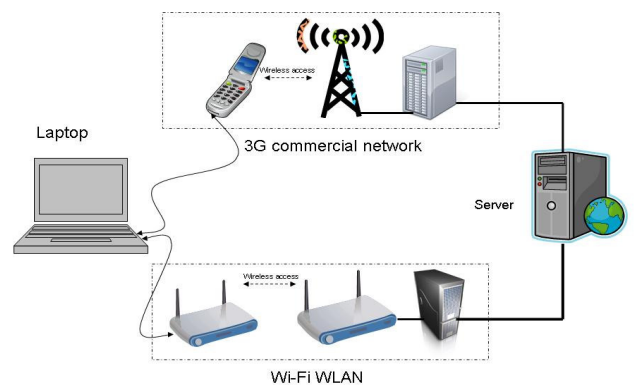 Wireless access
Laptop
3G commercial network
Server
Wireless access
Wi-Fi WLAN